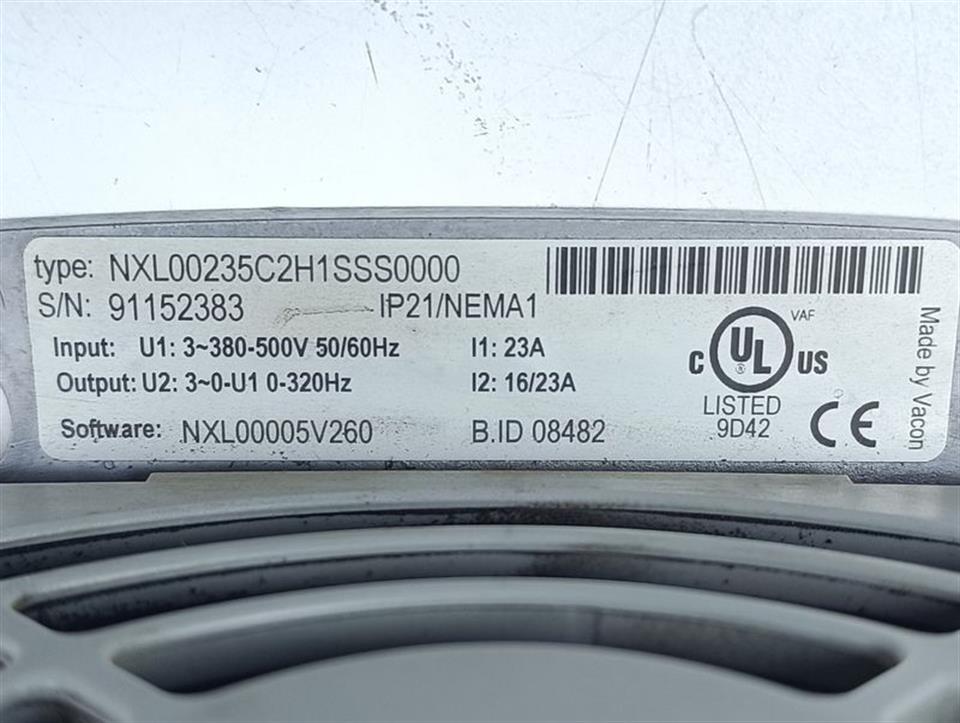 type: NXL00235C2H1SSS0000
S/N: 91152383 IP21/NEMA1
Input: U1: 3~380-500V 50/60Hz I1: 23A
Output: U2: 3~0-U1 0-320Hz I2: 16/23A
Software: NXL00005V260 B.ID 08482
VAF
C UL US
LISTED
9D42
CE
Made by Vacon